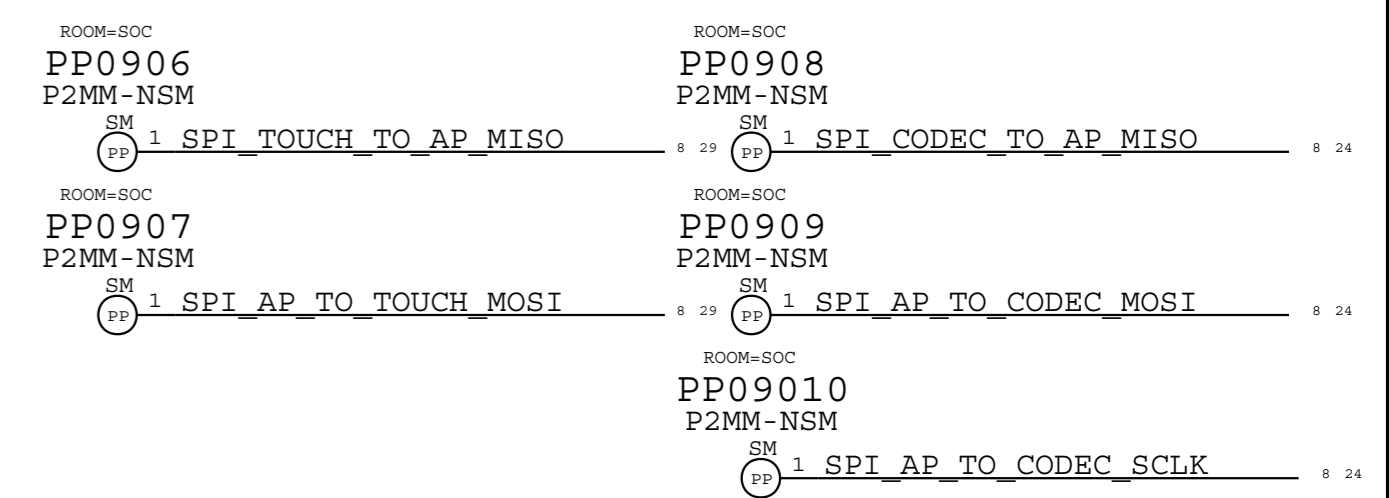 ROOM=SOC
PP0906
P2MM-NSM
SM
PP
1 SPI_TOUCH_TO_AP_MISO 8 29
ROOM=SOC
PP0908
P2MM-NSM
SM
PP
1 SPI_CODEC_TO_AP_MISO 8 24
ROOM=SOC
PP0907
P2MM-NSM
SM
PP
1 SPI_AP_TO_TOUCH_MOSI 8 29
ROOM=SOC
PP0909
P2MM-NSM
SM
PP
1 SPI_AP_TO_CODEC_MOSI 8 24
ROOM=SOC
PP09010
P2MM-NSM
SM
PP
1 SPI_AP_TO_CODEC_SCLK 8 24